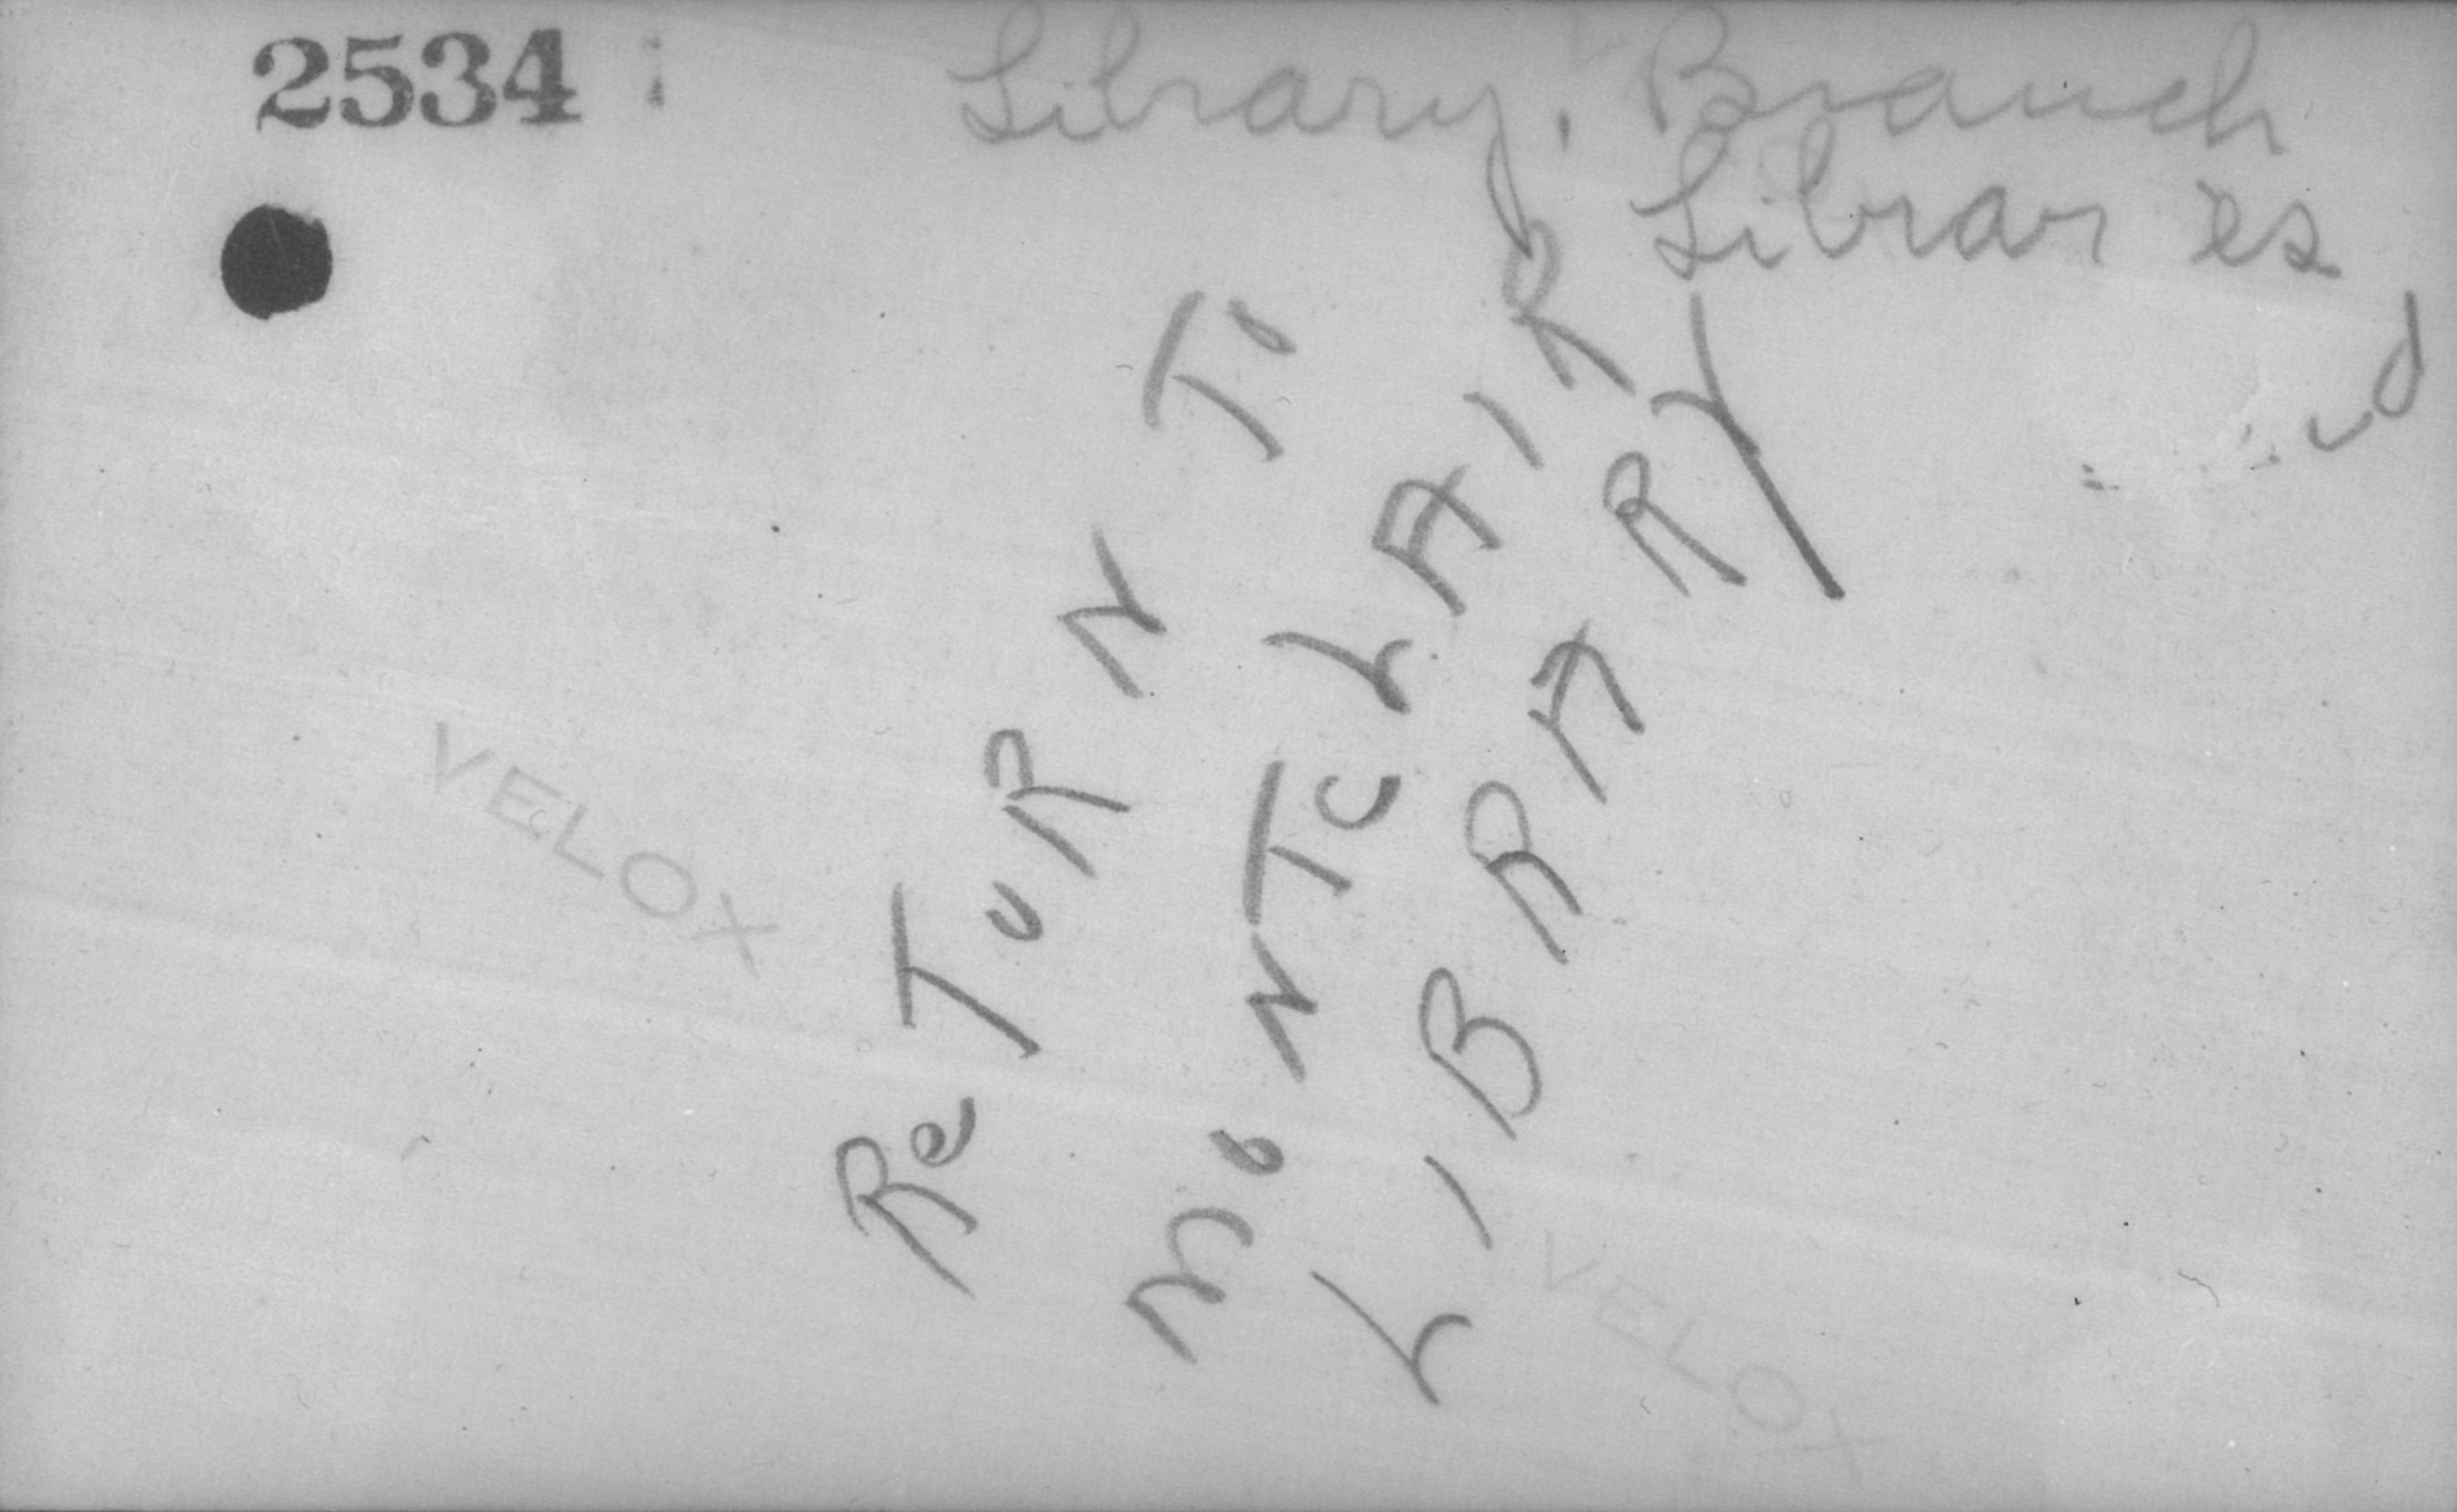 2534
Library, Branch
Libraries
ReTURN To
MoNTCLAIR
LIBRARY
VELOX
VELOX